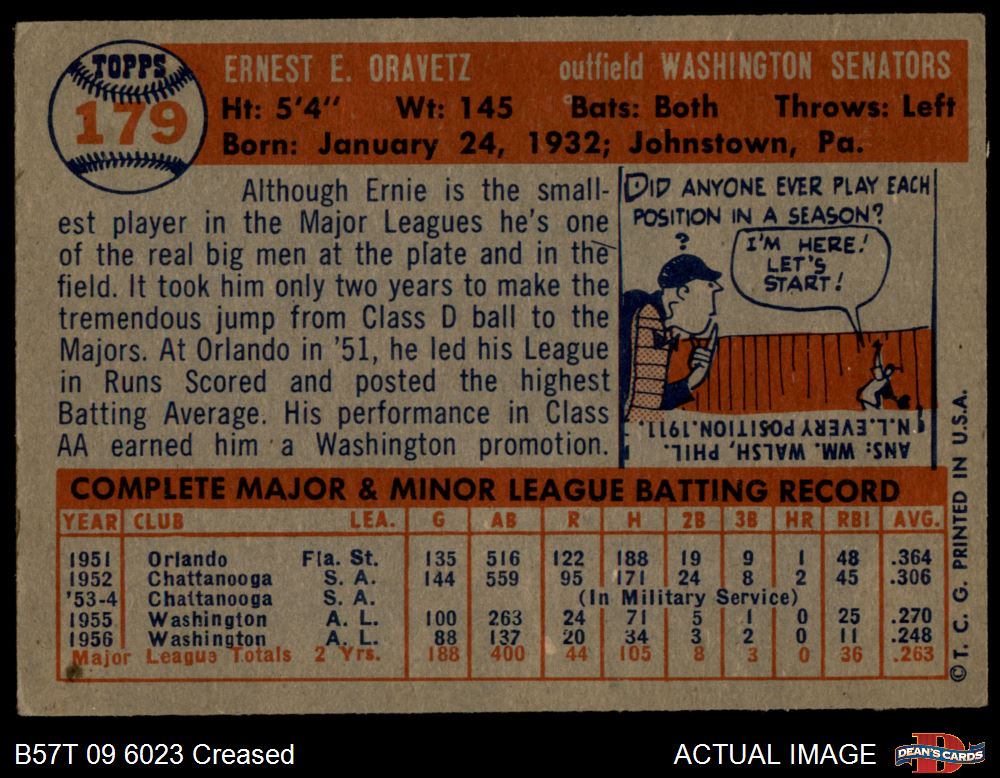 TOPPS
179
ERNEST E. ORAVETZ outfield WASHINGTON SENATORS
Ht: 5'4" Wt: 145 Bats: Both Throws: Left
Born: January 24, 1932; Johnstown, Pa.
Although Ernie is the small-
est player in the Major Leagues he's one
of the real big men at the plate and in the
field. It took him only two years to make the
tremendous jump from Class D ball to the
Majors. At Orlando in '51, he led his League
in Runs Scored and posted the highest
Batting Average. His performance in Class
AA earned him a Washington promotion.
DID ANYONE EVER PLAY EACH
POSITION IN A SEASON?
?
I'M HERE!
LET'S
START!
ANS: WM. WALSH, PHIL.
N.L. EVERY POSITION. 1911.
COMPLETE MAJOR & MINOR LEAGUE BATTING RECORD
YEAR CLUB LEA. G AB R H 2B 3B HR RBI AVG.
1951 Orlando Fla. St. 135 516 122 188 19 9 1 48 .364
1952 Chattanooga S. A. 144 559 95 171 24 8 2 45 .306
'53-4 Chattanooga S. A. (In Military Service)
1955 Washington A. L. 100 263 24 71 5 1 0 25 .270
1956 Washington A. L. 88 137 20 34 3 2 0 11 .248
Major League Totals 2 Yrs. 188 400 44 105 8 3 0 36 .263
© T. C. G. PRINTED IN U.S.A.
B57T 09 6023 Creased
ACTUAL IMAGE
DEAN'S CARDS